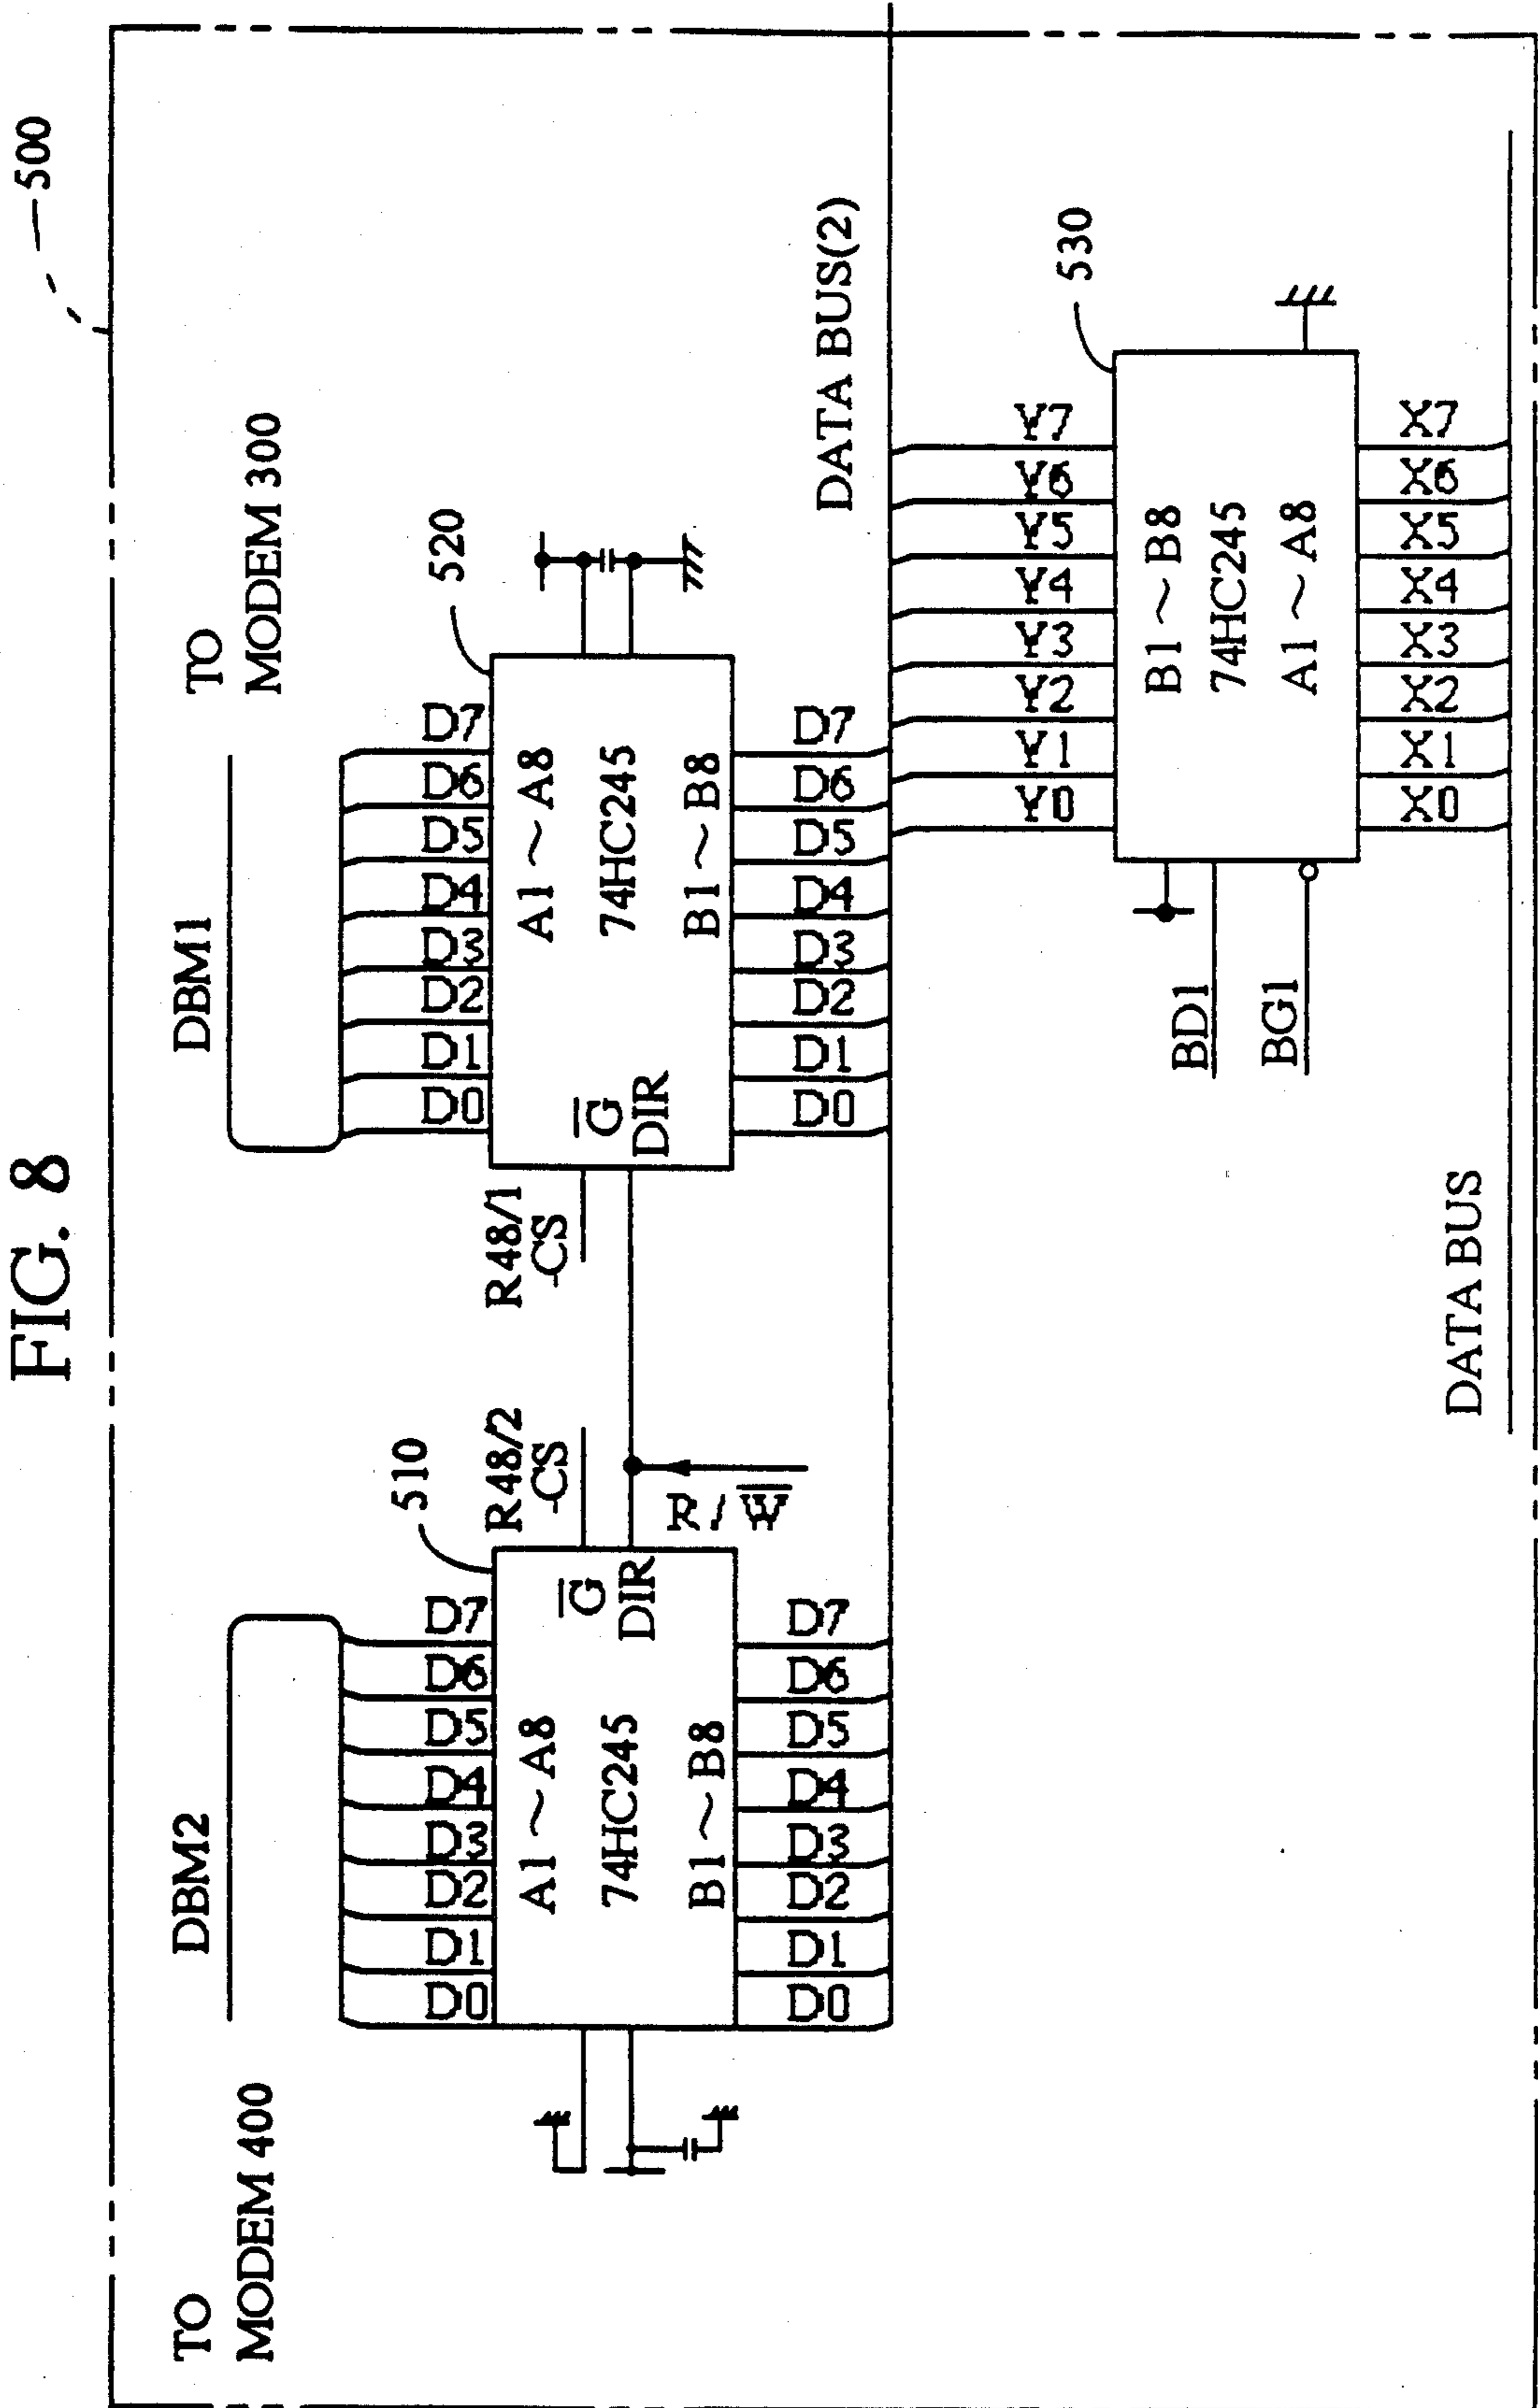 FIG. 8
500
TO
MODEM 400
DBM2
DBM1
TO
MODEM 300
D0 D1 D2 D3 D4 D5 D6 D7
510
A1～A8
74HC245
B1～B8
G̅
DIR
D0 D1 D2 D3 D4 D5 D6 D7
R48/2
-CS
R/W̅
R48/1
-CS
D0 D1 D2 D3 D4 D5 D6 D7
520
A1～A8
74HC245
B1～B8
G̅
DIR
D0 D1 D2 D3 D4 D5 D6 D7
DATA BUS(2)
Y0 Y1 Y2 Y3 Y4 Y5 Y6 Y7
530
B1～B8
74HC245
A1～A8
BD1
BG1
X0 X1 X2 X3 X4 X5 X6 X7
DATA BUS